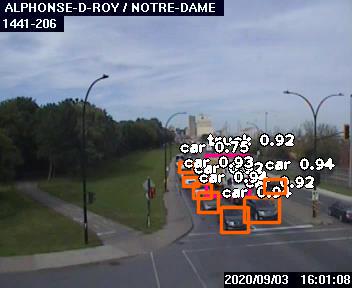 ALPHONSE-D-ROY / NOTRE-DAME
1441-206
truck 0.92
car 0.75
car 0.93
car 0.94
0.92
2020/09/03 16:01:08